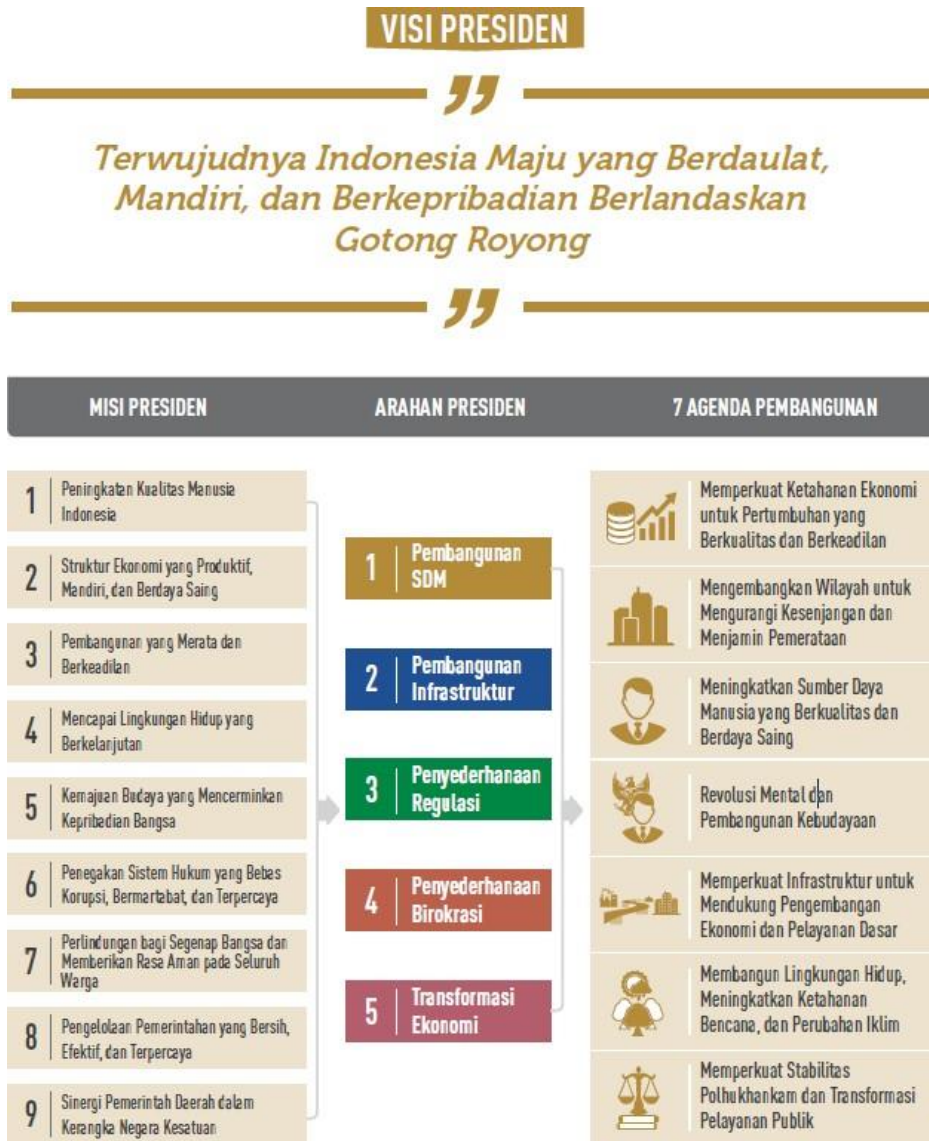 VISI PRESIDEN
”
Terwujudnya Indonesia Maju yang Berdaulat,
Mandiri, dan Berkepribadian Berlandaskan
Gotong Royong
”
MISI PRESIDEN
ARAHAN PRESIDEN
7 AGENDA PEMBANGUNAN
1
Peningkatan Kualitas Manusia
Indonesia
2
Struktur Ekonomi yang Produktif,
Mandiri, dan Berdaya Saing
3
Pembangunan yang Merata dan
Berkeadilan
4
Mencapai Lingkungan Hidup yang
Berkelanjutan
5
Kemajuan Budaya yang Mencerminkan
Kepribadian Bangsa
6
Penegakan Sistem Hukum yang Bebas
Korupsi, Bermartabat, dan Terpercaya
7
Perlindungan bagi Segenap Bangsa dan
Memberikan Rasa Aman pada Seluruh
Warga
8
Pengelolaan Pemerintahan yang Bersih,
Efektif, dan Terpercaya
9
Sinergi Pemerintah Daerah dalam
Kerangka Negara Kesatuan
1
Pembangunan
SDM
2
Pembangunan
Infrastruktur
3
Penyederhanaan
Regulasi
4
Penyederhanaan
Birokrasi
5
Transformasi
Ekonomi
Memperkuat Ketahanan Ekonomi
untuk Pertumbuhan yang
Berkualitas dan Berkeadilan
Mengembangkan Wilayah untuk
Mengurangi Kesenjangan dan
Menjamin Pemerataan
Meningkatkan Sumber Daya
Manusia yang Berkualitas dan
Berdaya Saing
Revolusi Mental dan
Pembangunan Kebudayaan
Memperkuat Infrastruktur untuk
Mendukung Pengembangan
Ekonomi dan Pelayanan Dasar
Membangun Lingkungan Hidup,
Meningkatkan Ketahanan
Bencana, dan Perubahan Iklim
Memperkuat Stabilitas
Polhukhankam dan Transformasi
Pelayanan Publik